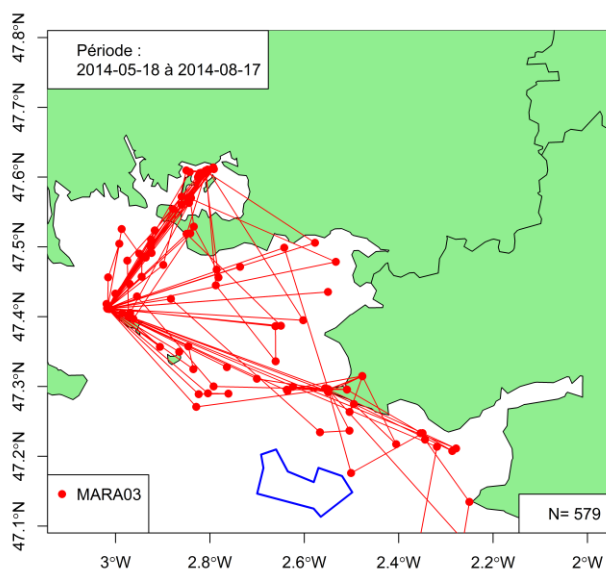 Période :
2014-05-18 à 2014-08-17
47.8°N
47.7°N
47.6°N
47.5°N
47.4°N
47.3°N
47.2°N
47.1°N
MARA03
N= 579
3°W
2.8°W
2.6°W
2.4°W
2.2°W
2°W